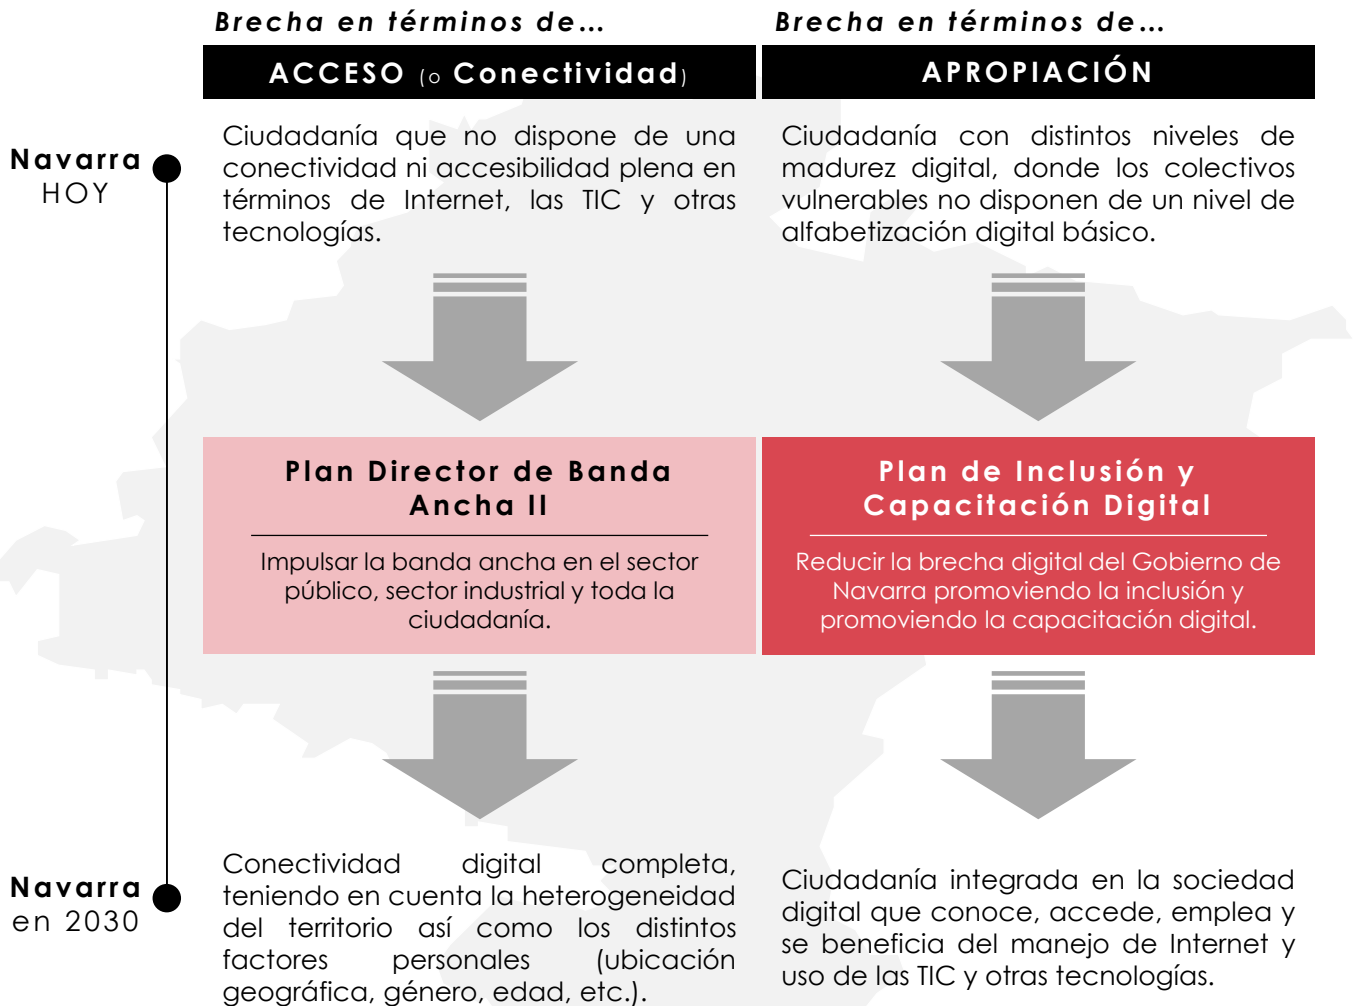 Brecha en términos de...
Brecha en términos de...
ACCESO (o Conectividad)
APROPIACIÓN
Navarra
HOY
Ciudadanía que no dispone de una
conectividad ni accesibilidad plena en
términos de Internet, las TIC y otras
tecnologías.
Ciudadanía con distintos niveles de
madurez digital, donde los colectivos
vulnerables no disponen de un nivel de
alfabetización digital básico.
Plan Director de Banda
Ancha II
Impulsar la banda ancha en el sector
público, sector industrial y toda la
ciudadanía.
Plan de Inclusión y
Capacitación Digital
Reducir la brecha digital del Gobierno de
Navarra promoviendo la inclusión y
promoviendo la capacitación digital.
Navarra
en 2030
Conectividad digital completa,
teniendo en cuenta la heterogeneidad
del territorio así como los distintos
factores personales (ubicación
geográfica, género, edad, etc.).
Ciudadanía integrada en la sociedad
digital que conoce, accede, emplea y
se beneficia del manejo de Internet y
uso de las TIC y otras tecnologías.